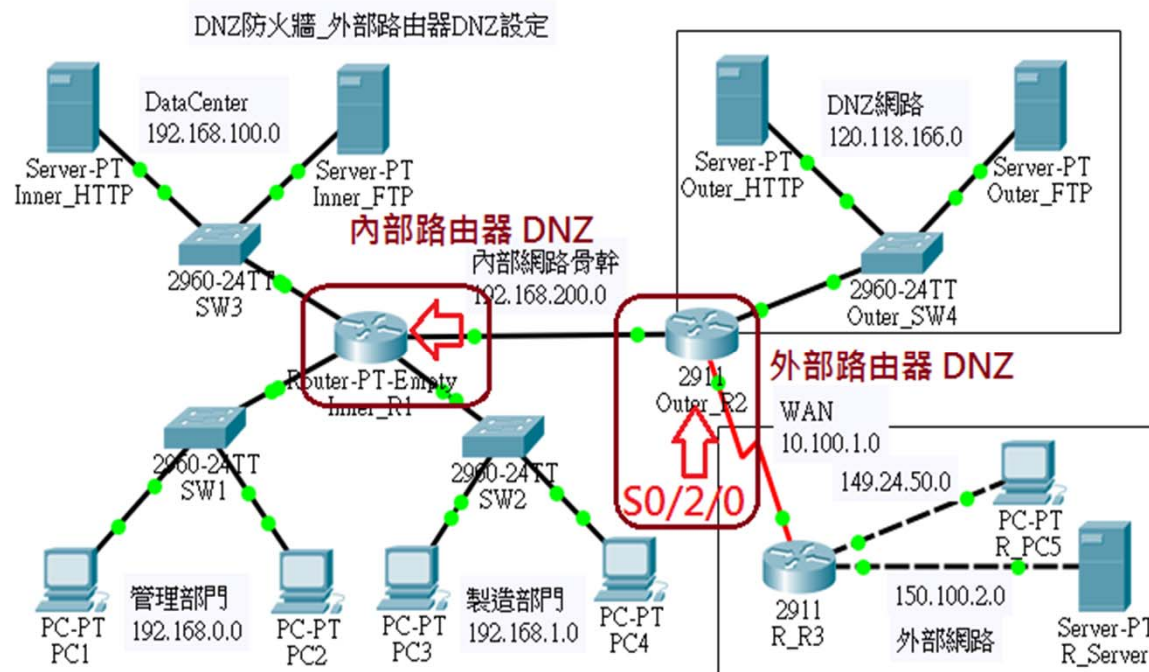 DNZ防火牆_外部路由器DNZ設定
DataCenter
192.168.100.0
Server-PT
Inner_HTTP
Server-PT
Inner_FTP
2960-24TT
SW3
內部路由器 DNZ
內部網路骨幹
192.168.200.0
Router-PT-Empty
Inner_R1
2960-24TT
SW1
2960-24TT
SW2
PC-PT
PC1
管理部門
192.168.0.0
PC-PT
PC2
PC-PT
PC3
製造部門
192.168.1.0
PC-PT
PC4
DNZ網路
120.118.166.0
Server-PT
Outer_HTTP
Server-PT
Outer_FTP
2960-24TT
Outer_SW4
2911
Outer_R2
外部路由器 DNZ
S0/2/0
WAN
10.100.1.0
149.24.50.0
PC-PT
R_PC5
2911
R_R3
150.100.2.0
外部網路
Server-PT
R_Server